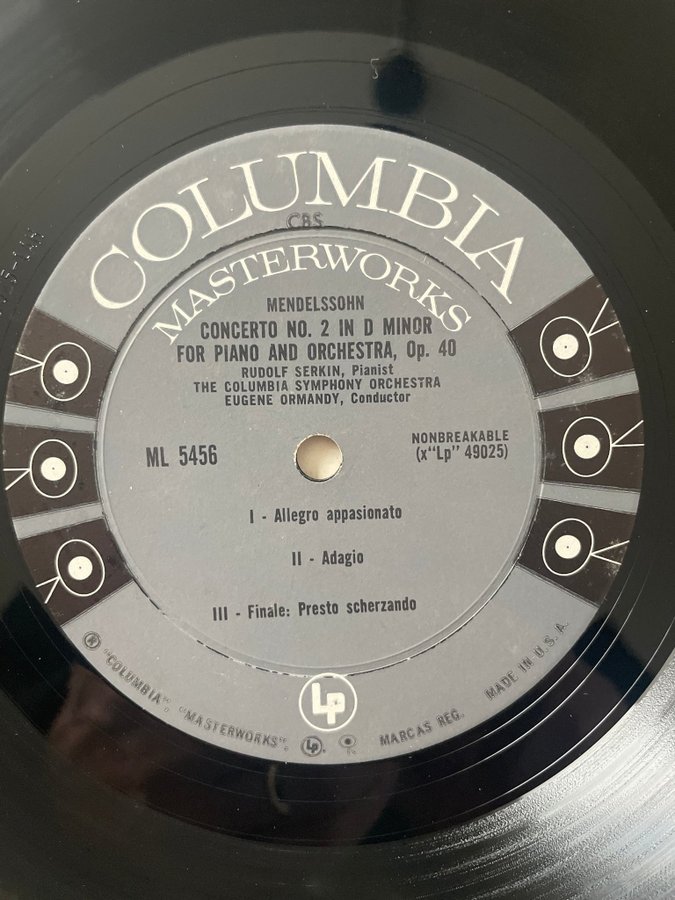 COLUMBIA
CBS
MASTERWORKS
MENDELSSOHN
CONCERTO NO. 2 IN D MINOR
FOR PIANO AND ORCHESTRA, Op. 40
RUDOLF SERKIN, Pianist
THE COLUMBIA SYMPHONY ORCHESTRA
EUGENE ORMANDY, Conductor
ML 5456
NONBREAKABLE
(x"Lp" 49025)
I - Allegro appasionato
II - Adagio
III - Finale: Presto scherzando
Lp
® "COLUMBIA", "MASTERWORKS", Lp. MARCAS REG. MADE IN U. S. A.